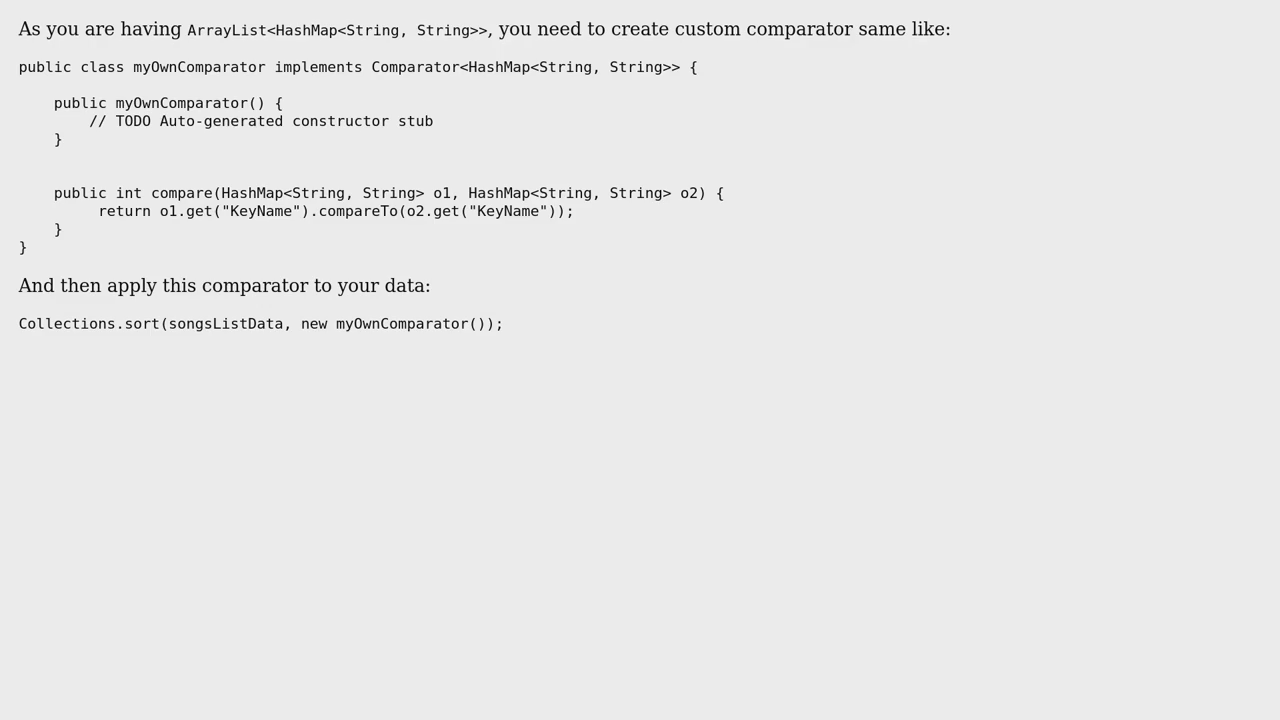 As you are having ArrayList<HashMap<String, String>>, you need to create custom comparator same like:
public class myOwnComparator implements Comparator<HashMap<String, String>> {
    public myOwnComparator() {
        // TODO Auto-generated constructor stub
    }
    public int compare(HashMap<String, String> o1, HashMap<String, String> o2) {
         return o1.get("KeyName").compareTo(o2.get("KeyName"));
    }
}
And then apply this comparator to your data:
Collections.sort(songsListData, new myOwnComparator());